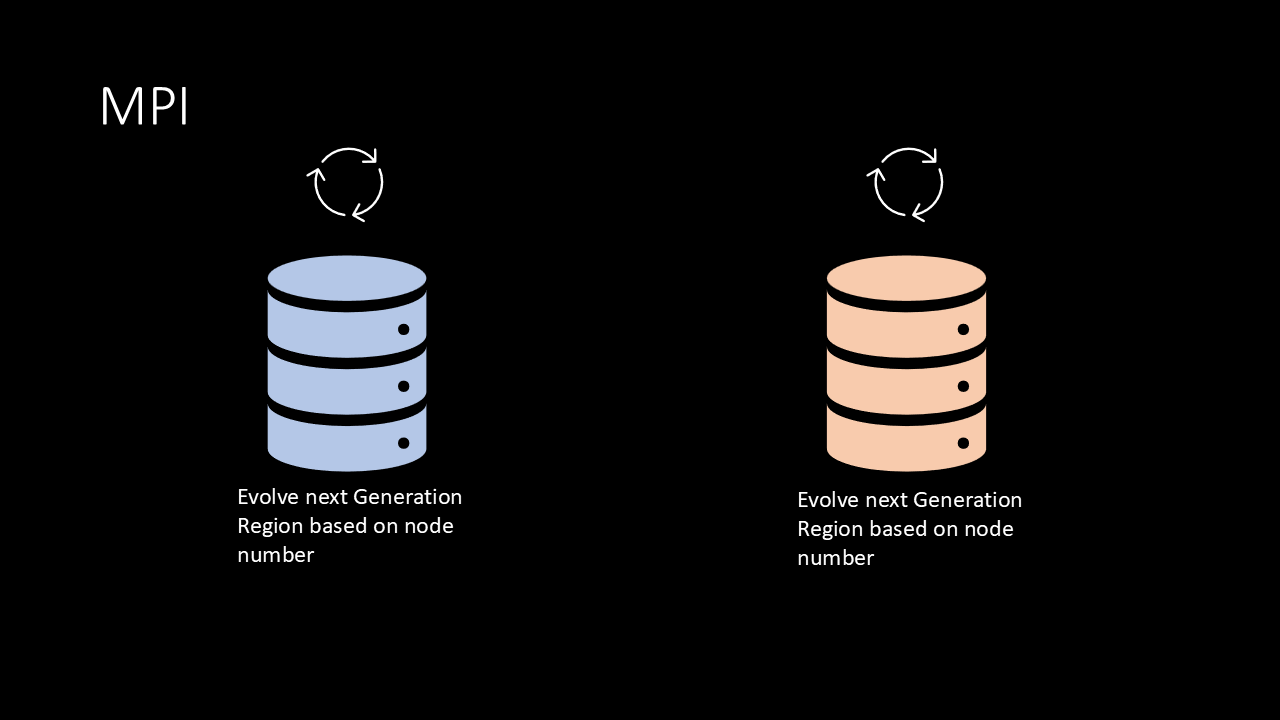 MPI
Evolve next Generation
Region based on node
number
Evolve next Generation
Region based on node
number